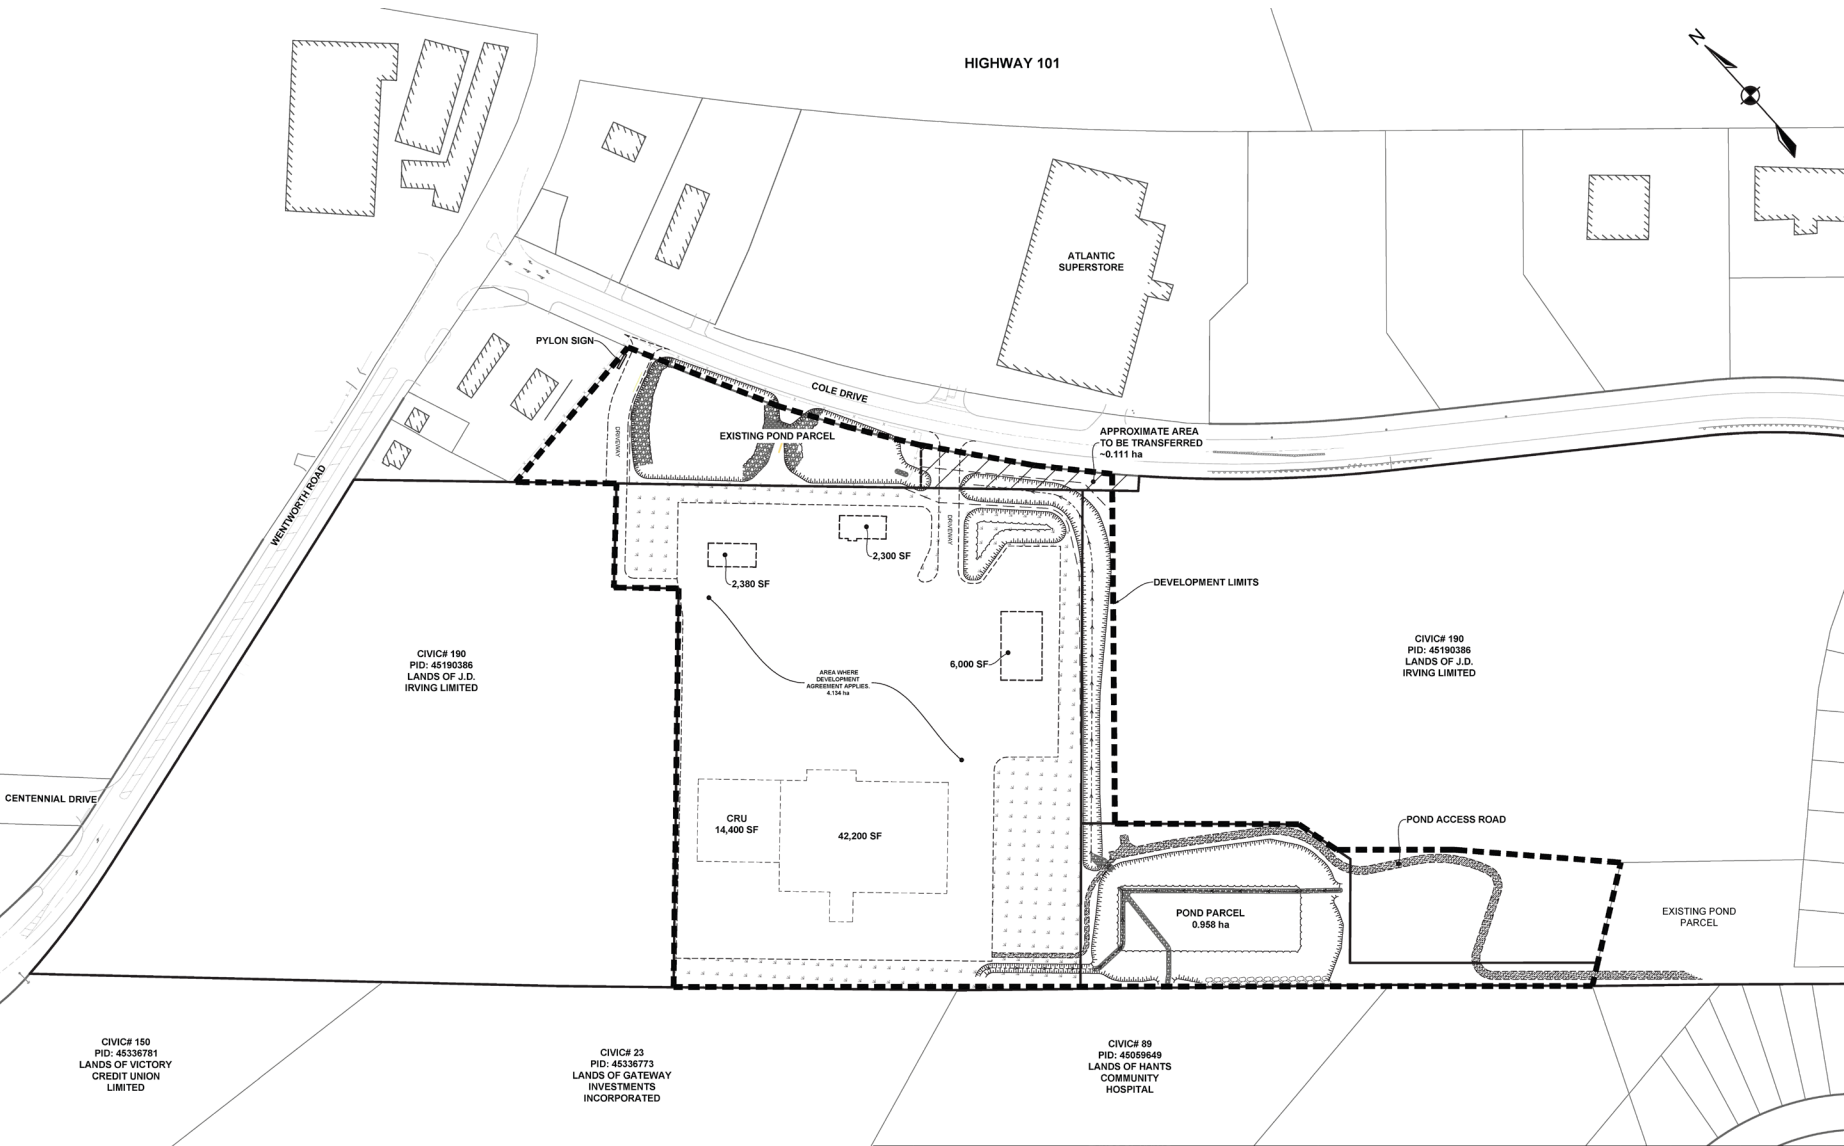 N
HIGHWAY 101
ATLANTIC
SUPERSTORE
PYLON SIGN
COLE DRIVE
EXISTING POND PARCEL
DRIVEWAY
APPROXIMATE AREA
TO BE TRANSFERRED
~0.111 ha
WENTWORTH ROAD
DRIVEWAY
2,300 SF
2,380 SF
DEVELOPMENT LIMITS
CIVIC# 190
PID: 45190386
LANDS OF J.D.
IRVING LIMITED
6,000 SF
AREA WHERE
DEVELOPMENT
AGREEMENT APPLIES.
4.134 ha
CIVIC# 190
PID: 45190386
LANDS OF J.D.
IRVING LIMITED
CENTENNIAL DRIVE
CRU
14,400 SF
42,200 SF
POND ACCESS ROAD
POND PARCEL
0.958 ha
EXISTING POND
PARCEL
CIVIC# 150
PID: 45336781
LANDS OF VICTORY
CREDIT UNION
LIMITED
CIVIC# 23
PID: 45336773
LANDS OF GATEWAY
INVESTMENTS
INCORPORATED
CIVIC# 89
PID: 45059649
LANDS OF HANTS
COMMUNITY
HOSPITAL